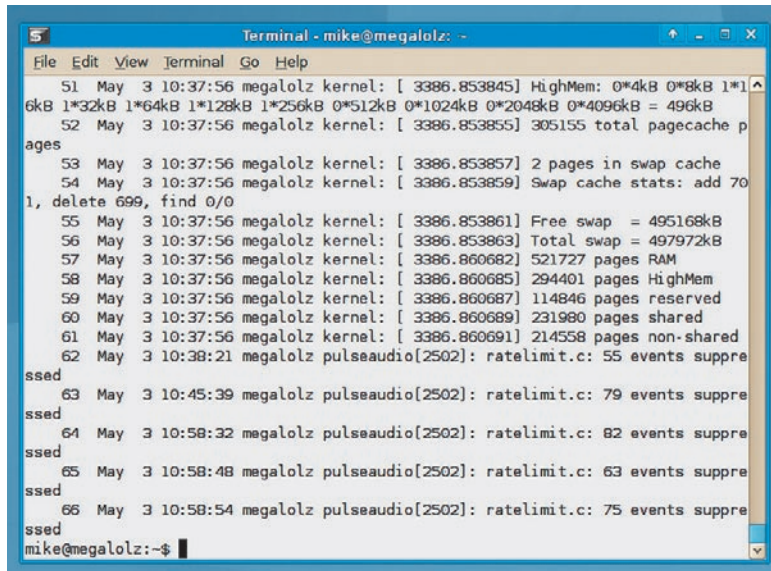 Terminal - mike@megalolz: ~
File Edit View Terminal Go Help
51 May 3 10:37:56 megalolz kernel: [ 3386.853845] HighMem: 0*4kB 0*8kB 1*1
6kB 1*32kB 1*64kB 1*128kB 1*256kB 0*512kB 0*1024kB 0*2048kB 0*4096kB = 496kB
52 May 3 10:37:56 megalolz kernel: [ 3386.853855] 305155 total pagecache p
ages
53 May 3 10:37:56 megalolz kernel: [ 3386.853857] 2 pages in swap cache
54 May 3 10:37:56 megalolz kernel: [ 3386.853859] Swap cache stats: add 70
1, delete 699, find 0/0
55 May 3 10:37:56 megalolz kernel: [ 3386.853861] Free swap  = 495168kB
56 May 3 10:37:56 megalolz kernel: [ 3386.853863] Total swap = 497972kB
57 May 3 10:37:56 megalolz kernel: [ 3386.860682] 521727 pages RAM
58 May 3 10:37:56 megalolz kernel: [ 3386.860685] 294401 pages HighMem
59 May 3 10:37:56 megalolz kernel: [ 3386.860687] 114846 pages reserved
60 May 3 10:37:56 megalolz kernel: [ 3386.860689] 231980 pages shared
61 May 3 10:37:56 megalolz kernel: [ 3386.860691] 214558 pages non-shared
62 May 3 10:38:21 megalolz pulseaudio[2502]: ratelimit.c: 55 events suppre
ssed
63 May 3 10:45:39 megalolz pulseaudio[2502]: ratelimit.c: 79 events suppre
ssed
64 May 3 10:58:32 megalolz pulseaudio[2502]: ratelimit.c: 82 events suppre
ssed
65 May 3 10:58:48 megalolz pulseaudio[2502]: ratelimit.c: 63 events suppre
ssed
66 May 3 10:58:54 megalolz pulseaudio[2502]: ratelimit.c: 75 events suppre
ssed
mike@megalolz:~$